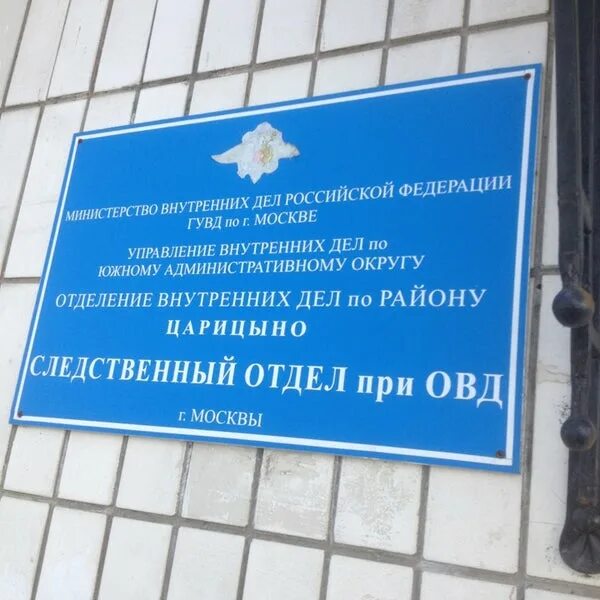 МИНИСТЕРСТВО ВНУТРЕННИХ ДЕЛ РОССИЙСКОЙ ФЕДЕРАЦИИ
ГУВД по г. МОСКВЕ
УПРАВЛЕНИЕ ВНУТРЕННИХ ДЕЛ по
ЮЖНОМУ АДМИНИСТРАТИВНОМУ ОКРУГУ
ОТДЕЛЕНИЕ ВНУТРЕННИХ ДЕЛ по РАЙОНУ
ЦАРИЦЫНО
СЛЕДСТВЕННЫЙ ОТДЕЛ при ОВД
г. МОСКВЫ